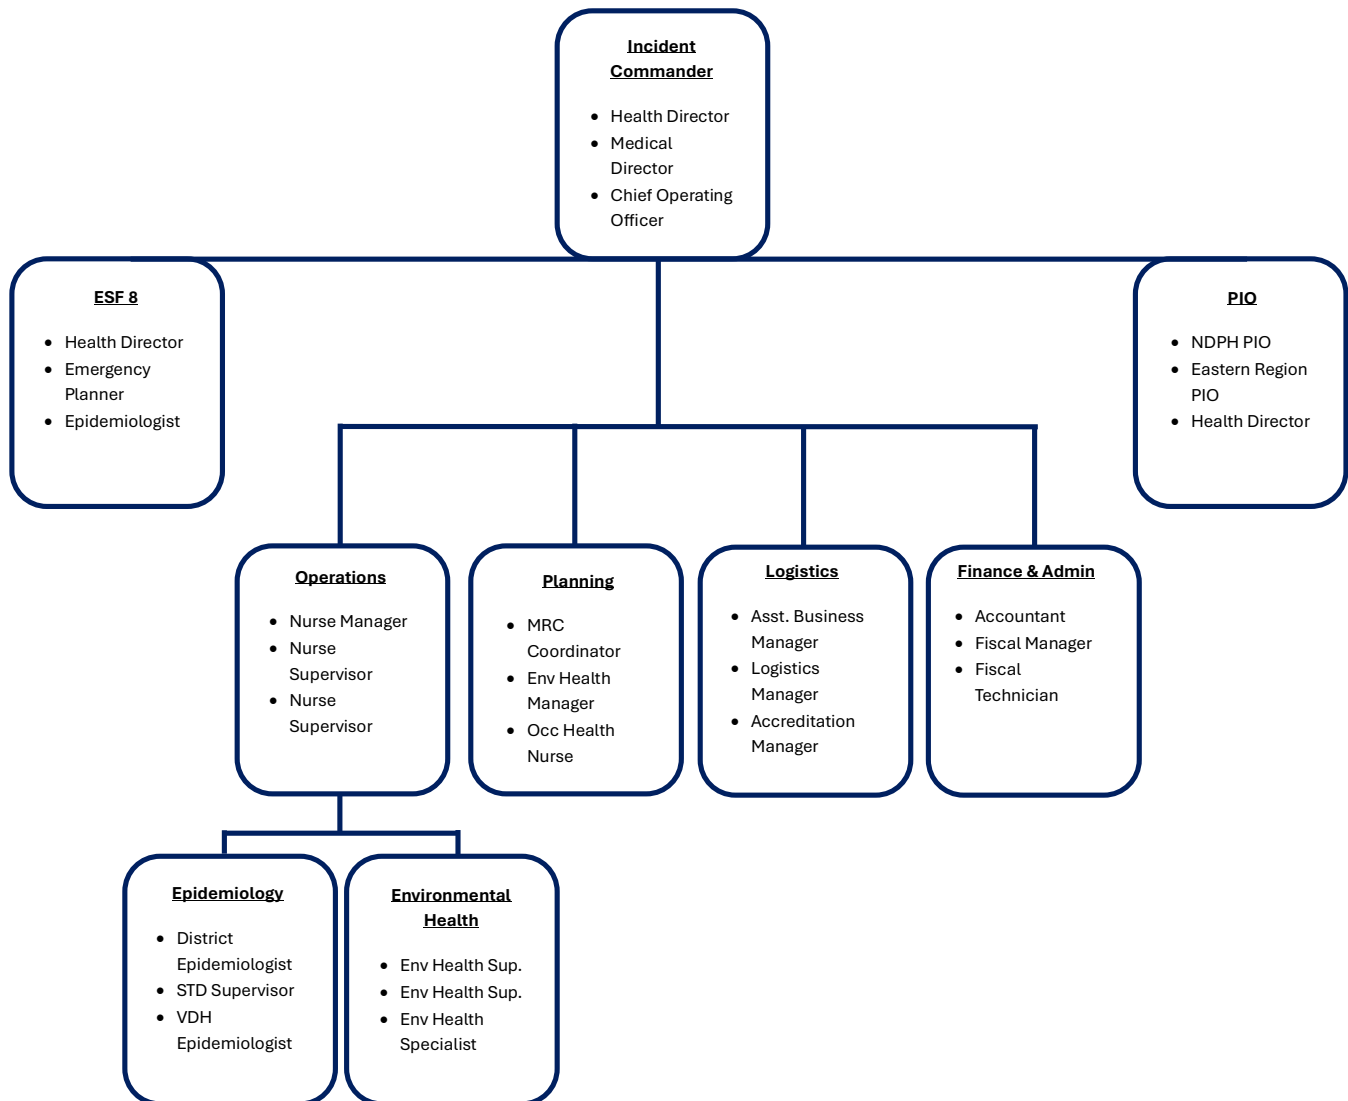 Incident
Commander
• Health Director
• Medical
Director
• Chief Operating
Officer
ESF 8
• Health Director
• Emergency
Planner
• Epidemiologist
PIO
• NDPH PIO
• Eastern Region
PIO
• Health Director
Operations
• Nurse Manager
• Nurse
Supervisor
• Nurse
Supervisor
Planning
• MRC
Coordinator
• Env Health
Manager
• Occ Health
Nurse
Logistics
• Asst. Business
Manager
• Logistics
Manager
• Accreditation
Manager
Finance & Admin
• Accountant
• Fiscal Manager
• Fiscal
Technician
Epidemiology
• District
Epidemiologist
• STD Supervisor
• VDH
Epidemiologist
Environmental
Health
• Env Health Sup.
• Env Health Sup.
• Env Health
Specialist